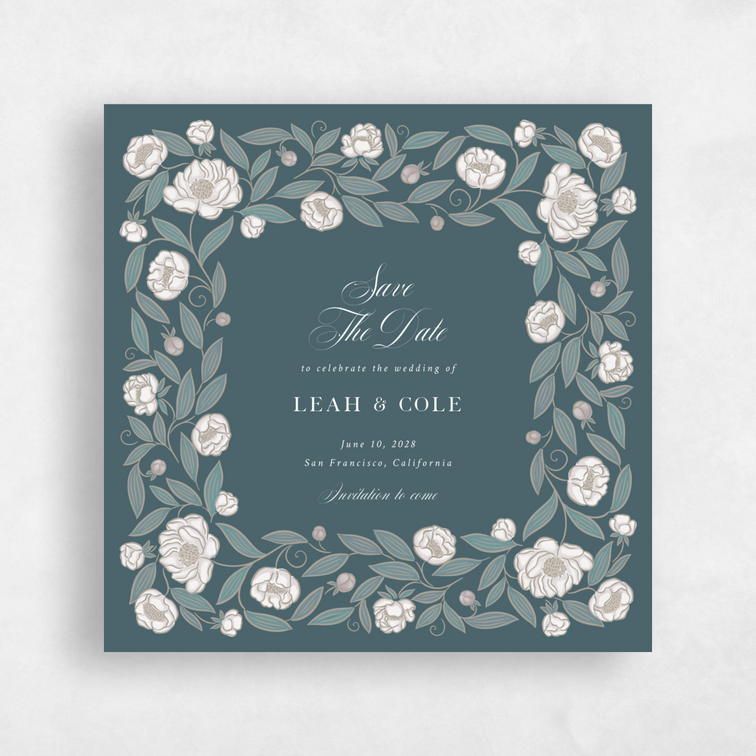 Save
The Date
to celebrate the wedding of
LEAH & COLE
June 10, 2028
San Francisco, California
Invitation to come